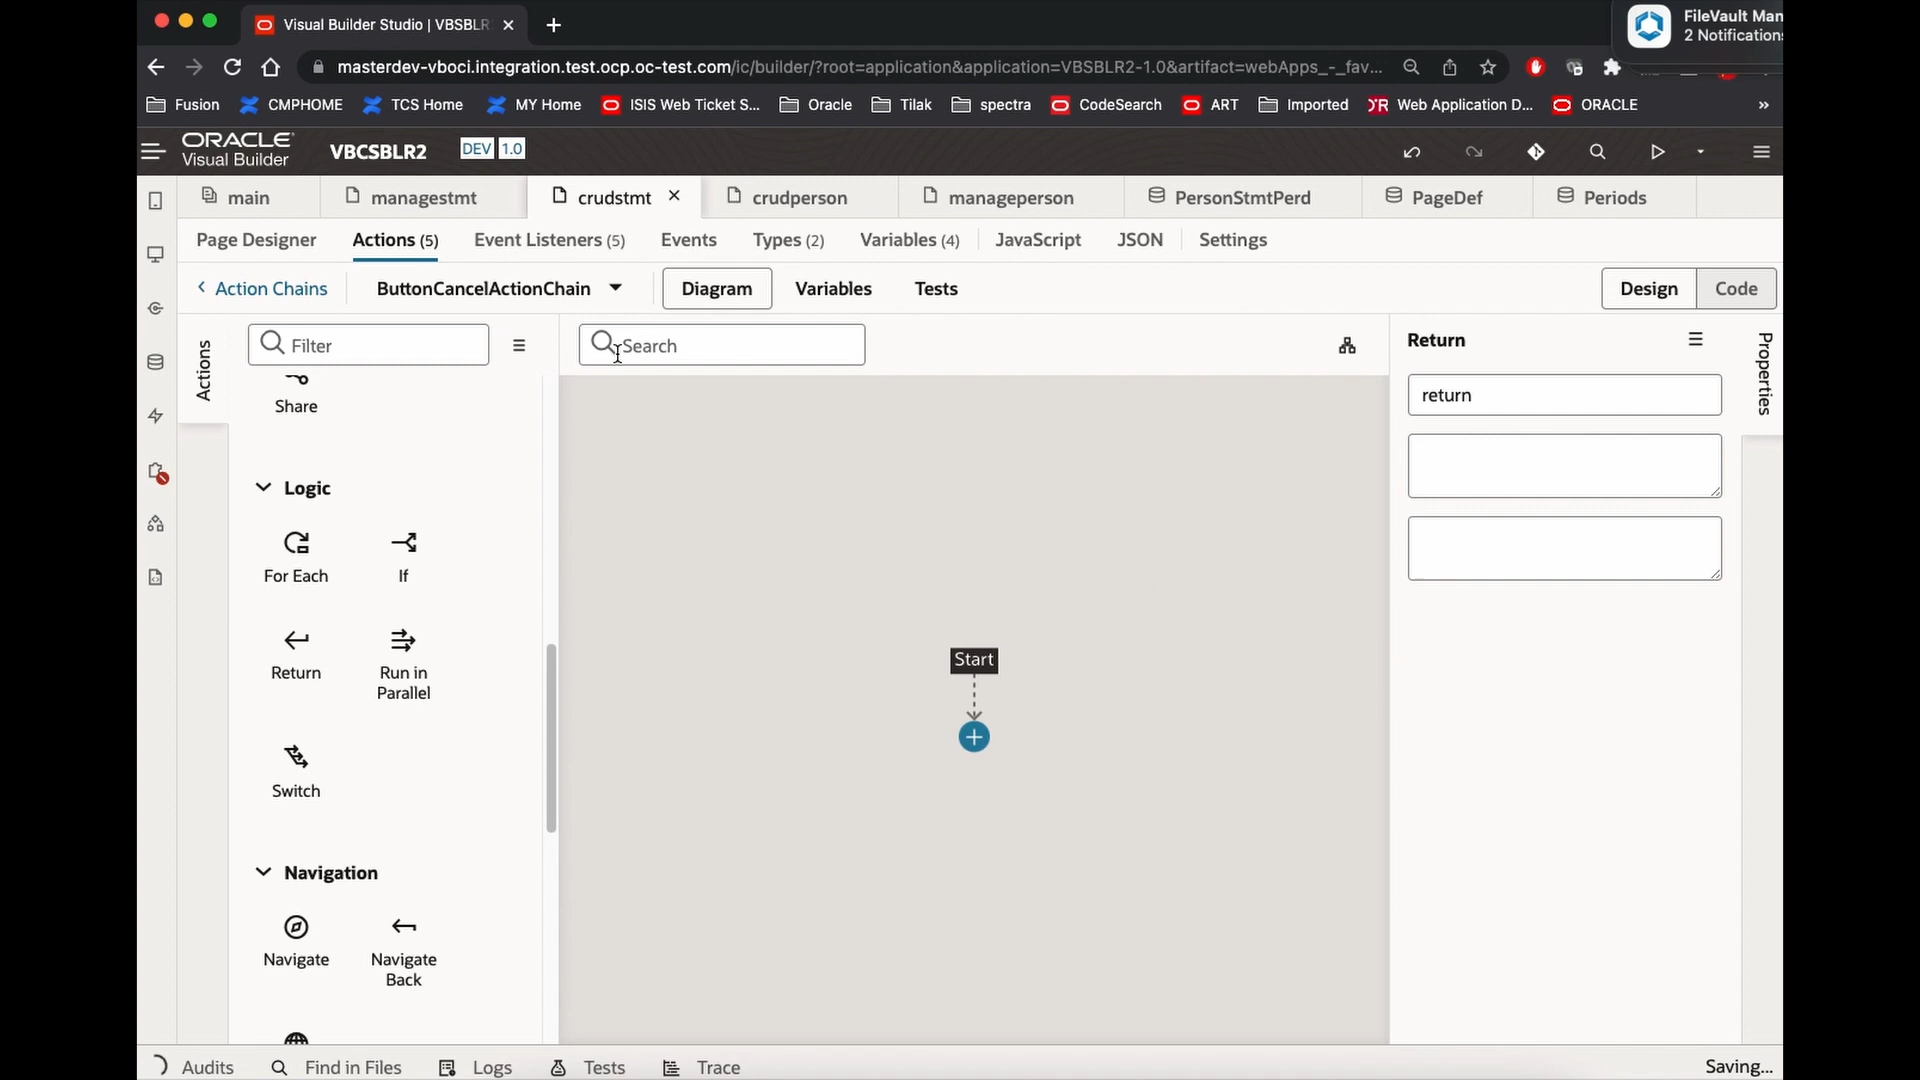 Visual Builder Studio | VBSBLR
FileVault Man
2 Notifications
masterdev-vboci.integration.test.ocp.oc-test.com/ic/builder/?root=application&application=VBSBLR2-1.0&artifact=webApps_-_fav...
Fusion CMPHOME TCS Home MY Home ISIS Web Ticket S... Oracle Tilak spectra CodeSearch ART Imported Web Application D... ORACLE »
ORACLE
Visual Builder
VBCSBLR2 DEV 1.0
main managestmt crudstmt crudperson manageperson PersonStmtPerd PageDef Periods
Page Designer Actions (5) Event Listeners (5) Events Types (2) Variables (4) JavaScript JSON Settings
Action Chains ButtonCancelActionChain Diagram Variables Tests Design Code
Actions
Filter
Search
Return
Properties
return
Share
Logic
For Each If
Return Run in
Parallel
Switch
Navigation
Navigate Navigate
Back
Start
Audits Find in Files Logs Tests Trace Saving...